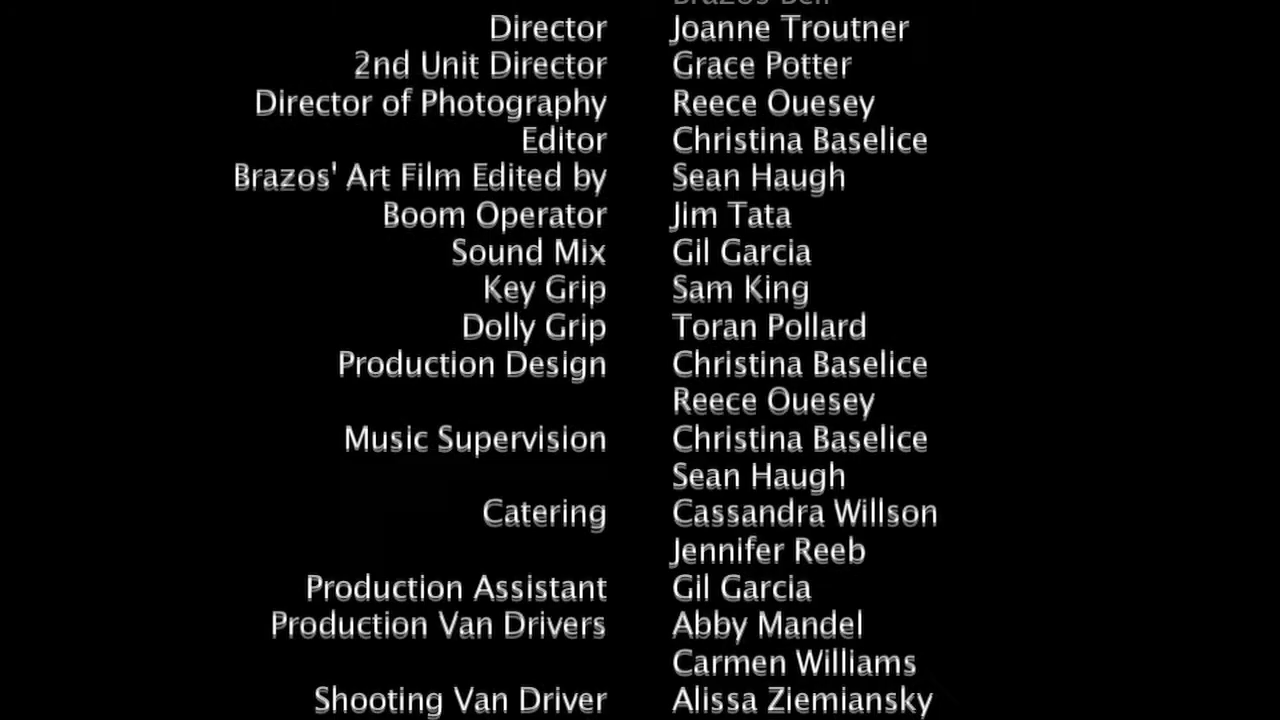 Brazos Bell
Director Joanne Troutner
2nd Unit Director Grace Potter
Director of Photography Reece Ouesey
Editor Christina Baselice
Brazos' Art Film Edited by Sean Haugh
Boom Operator Jim Tata
Sound Mix Gil Garcia
Key Grip Sam King
Dolly Grip Toran Pollard
Production Design Christina Baselice
Reece Ouesey
Music Supervision Christina Baselice
Sean Haugh
Catering Cassandra Willson
Jennifer Reeb
Production Assistant Gil Garcia
Production Van Drivers Abby Mandel
Carmen Williams
Shooting Van Driver Alissa Ziemiansky